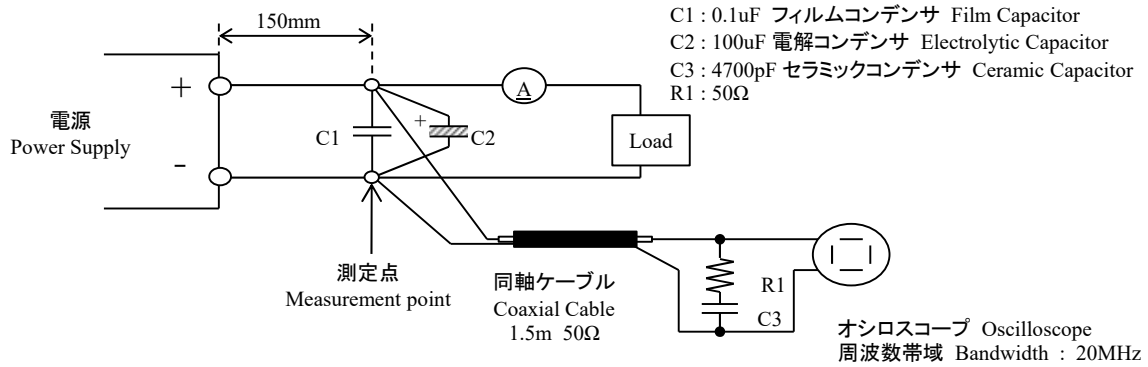 150mm
C1 : 0.1uF フィルムコンデンサ Film Capacitor
C2 : 100uF 電解コンデンサ Electrolytic Capacitor
C3 : 4700pF セラミックコンデンサ Ceramic Capacitor
R1 : 50Ω
+
電源
Power Supply
-
C1
+
C2
A
Load
測定点
Measurement point
同軸ケーブル
Coaxial Cable
1.5m 50Ω
R1
C3
オシロスコープ Oscilloscope
周波数帯域 Bandwidth : 20MHz